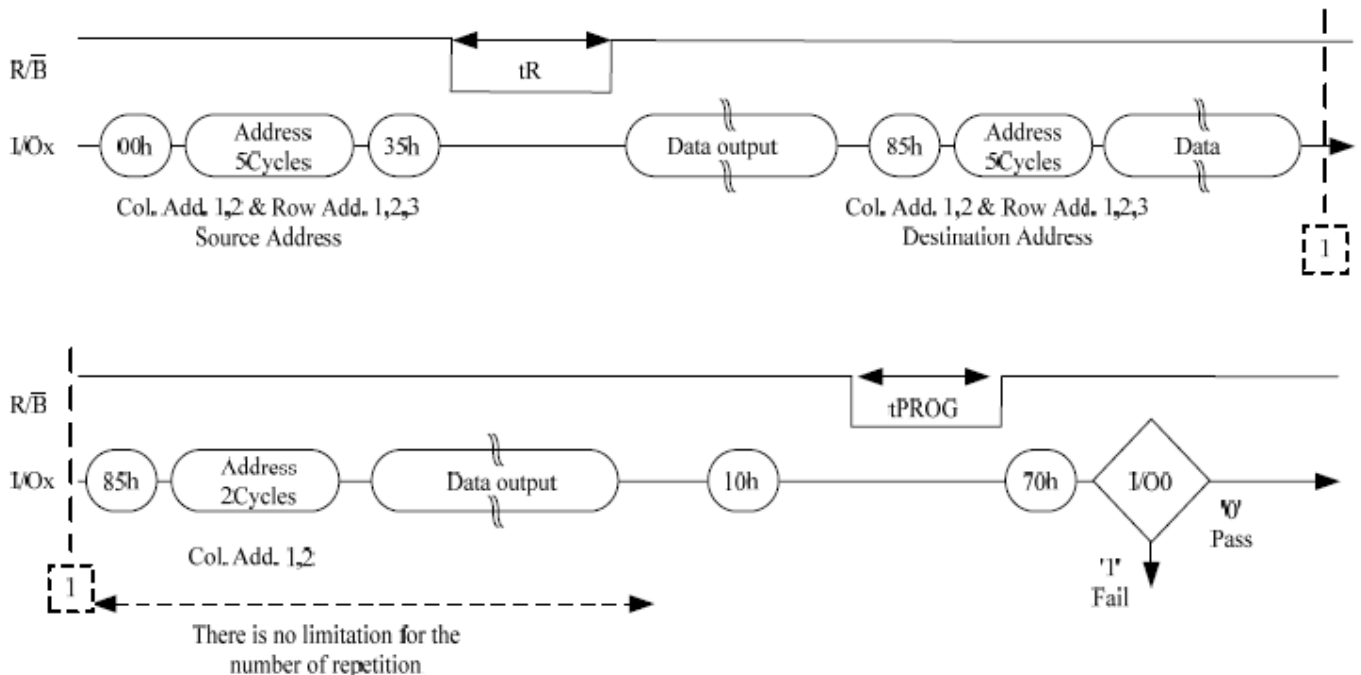 R/B
tR
I/Ox
00h
Address
5Cycles
35h
Data output
85h
Address
5Cycles
Data
Col. Add. 1,2 & Row Add. 1,2,3
Source Address
Col. Add. 1,2 & Row Add. 1,2,3
Destination Address
1
R/B
tPROG
I/Ox
85h
Address
2Cycles
Data output
10h
70h
I/O0
'0'
Pass
Col. Add. 1,2
'1'
Fail
1
There is no limitation for the
number of repetition